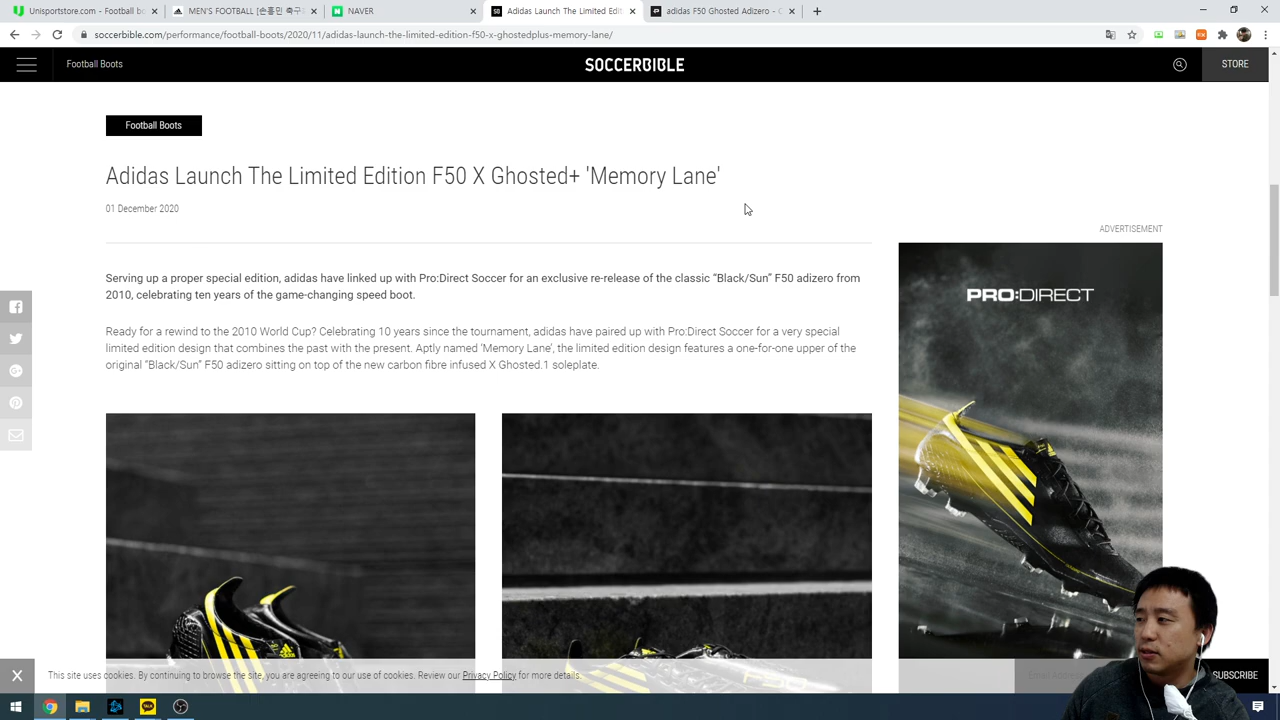 Unisportstore.com - Football bo
MEN'S FOOTBALL [손흥민 축구
NAVER
Adidas Launch The Limited Editi
adidas F50 Ghosted Adizero - C
soccerbible.com/performance/football-boots/2020/11/adidas-launch-the-limited-edition-f50-x-ghostedplus-memory-lane/
Football Boots
SOCCERBIBLE
STORE
Football Boots
Adidas Launch The Limited Edition F50 X Ghosted+ 'Memory Lane'
01 December 2020
ADVERTISEMENT
Serving up a proper special edition, adidas have linked up with Pro:Direct Soccer for an exclusive re-release of the classic “Black/Sun” F50 adizero from
2010, celebrating ten years of the game-changing speed boot.
PRO:DIRECT
Ready for a rewind to the 2010 World Cup? Celebrating 10 years since the tournament, adidas have paired up with Pro:Direct Soccer for a very special
limited edition design that combines the past with the present. Aptly named ‘Memory Lane’, the limited edition design features a one-for-one upper of the
original “Black/Sun” F50 adizero sitting on top of the new carbon fibre infused X Ghosted.1 soleplate.
This site uses cookies. By continuing to browse the site, you are agreeing to our use of cookies. Review our Privacy Policy for more details
Email Address
SUBSCRIBE
TALK